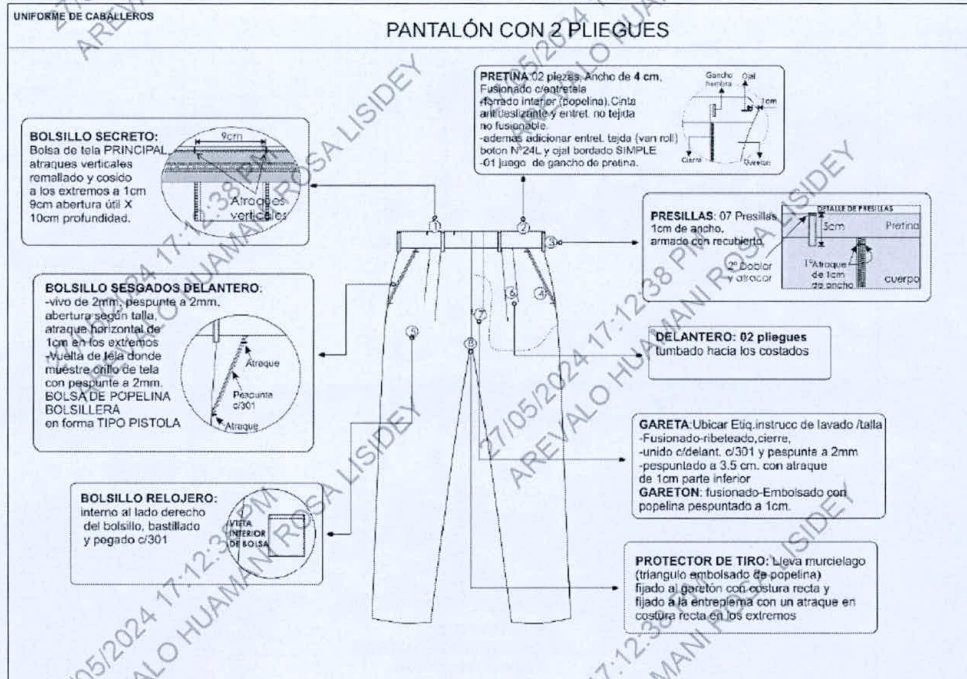 UNIFORME DE CABALLEROS
PANTALÓN CON 2 PLIEGUES
PRETINA 02 piezas, Ancho de 4 cm,
Fusionado c/entretela
-forrado interior (popelina), Cinta
antideslizante y entret. no tejida
no fusionable.
-ademas adicionar entret. tejida (van roll)
boton N°24L y ojal bordado SIMPLE
-01 juego de gancho de pretina.
Gancho hembra
Ojal
1cm
Cierre
Gareton
BOLSILLO SECRETO:
Bolsa de tela PRINCIPAL,
atraques verticales
remallado y cosido
a los extremos a 1cm
9cm abertura útil X
10cm profundidad.
9cm
Atraques
verticales
PRESILLAS: 07 Presillas
1cm de ancho,
armado con recubierto,
DETALLE DE PRESILLAS
5cm
Pretina
2° Doblar
y atracar
1°Atraque
de 1cm
de ancho
cuerpo
BOLSILLO SESGADOS DELANTERO:
-vivo de 2mm, pespunte a 2mm.
abertura según talla,
atraque horizontal de
1cm en los extremos
-Vuelta de tela donde
muestre orillo de tela
con pespunte a 2mm.
BOLSA DE POPELINA
BOLSILLERA
en forma TIPO PISTOLA
Atraque
Pespunte
c/301
Atraque
1
2
3
4
5
6
7
8
DELANTERO: 02 pliegues
tumbado hacia los costados
GARETA: Ubicar Etiq.instrucc de lavado /talla
-Fusionado-ribeteado,cierre,
-unido c/delant. c/301 y pespunte a 2mm
-pespuntado a 3.5 cm. con atraque
de 1cm parte inferior
GARETON: fusionado-Embolsado con
popelina pespuntado a 1cm.
BOLSILLO RELOJERO:
interno al lado derecho
del bolsillo, bastillado
y pegado c/301
VISTA
INTERIOR
DE BOLSA
PROTECTOR DE TIRO: Lleva murcielago
(triangulo embolsado de popelina)
fijado al garetón con costura recta y
fijado a la entrepierna con un atraque en
costura recta en los extremos
27/05/2024 17:12:38 PM
AREVALO HUAMANI ROSA LISIDEY